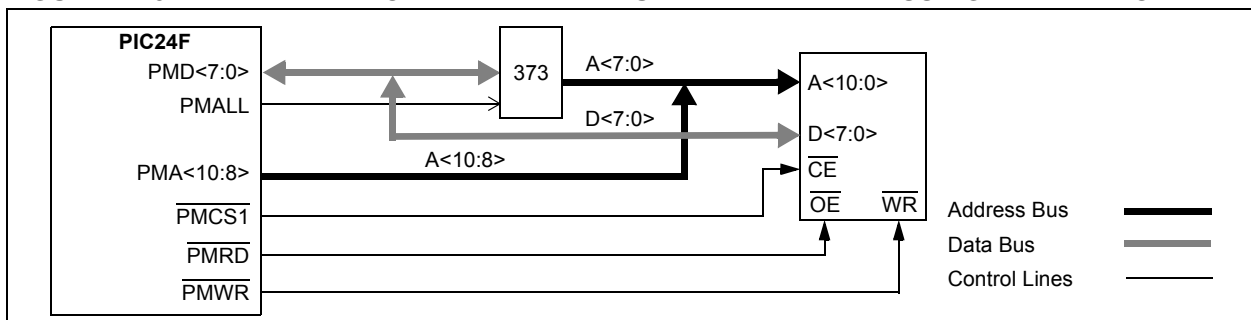 PIC24F
PMD<7:0>
373
A<7:0>
A<10:0>
PMALL
D<7:0>
D<7:0>
A<10:8>
PMA<10:8>
CE
PMCS1
OE
WR
Address Bus
PMRD
Data Bus
PMWR
Control Lines